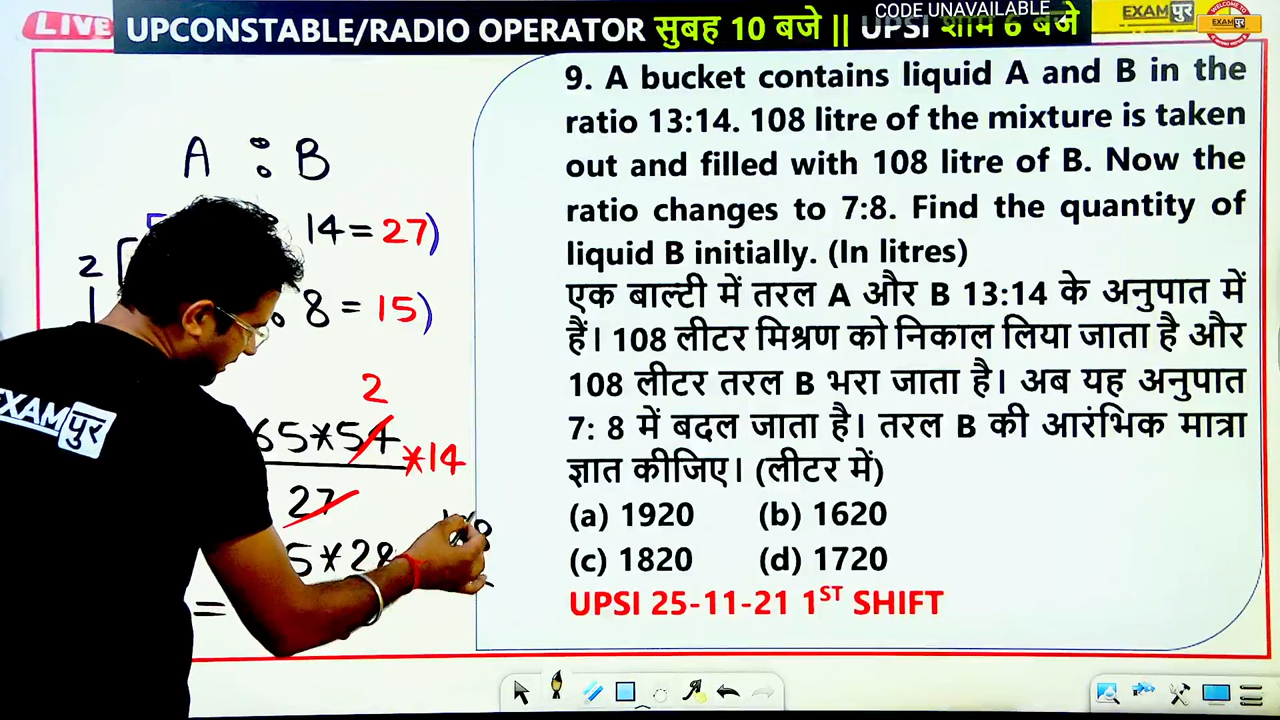 CODE UNAVAILABLE
LIVE UPCONSTABLE/RADIO OPERATOR सुबह 10 बजे || UPSI शाम 6 बजे EXAMपुर
WELCOME TO EXAMपुर
9. A bucket contains liquid A and B in the
ratio 13:14. 108 litre of the mixture is taken
out and filled with 108 litre of B. Now the
ratio changes to 7:8. Find the quantity of
liquid B initially. (In litres)
एक बाल्टी में तरल A और B 13:14 के अनुपात में
हैं। 108 लीटर मिश्रण को निकाल लिया जाता है और
108 लीटर तरल B भरा जाता है। अब यह अनुपात
7: 8 में बदल जाता है। तरल B की आरंभिक मात्रा
ज्ञात कीजिए। (लीटर में)
(a) 1920 (b) 1620
(c) 1820 (d) 1720
UPSI 25-11-21 1ST SHIFT
A : B
14 = 27)
2
: 8 = 15)
2
65*54 *14
27
5*28
=
EXAMपुर